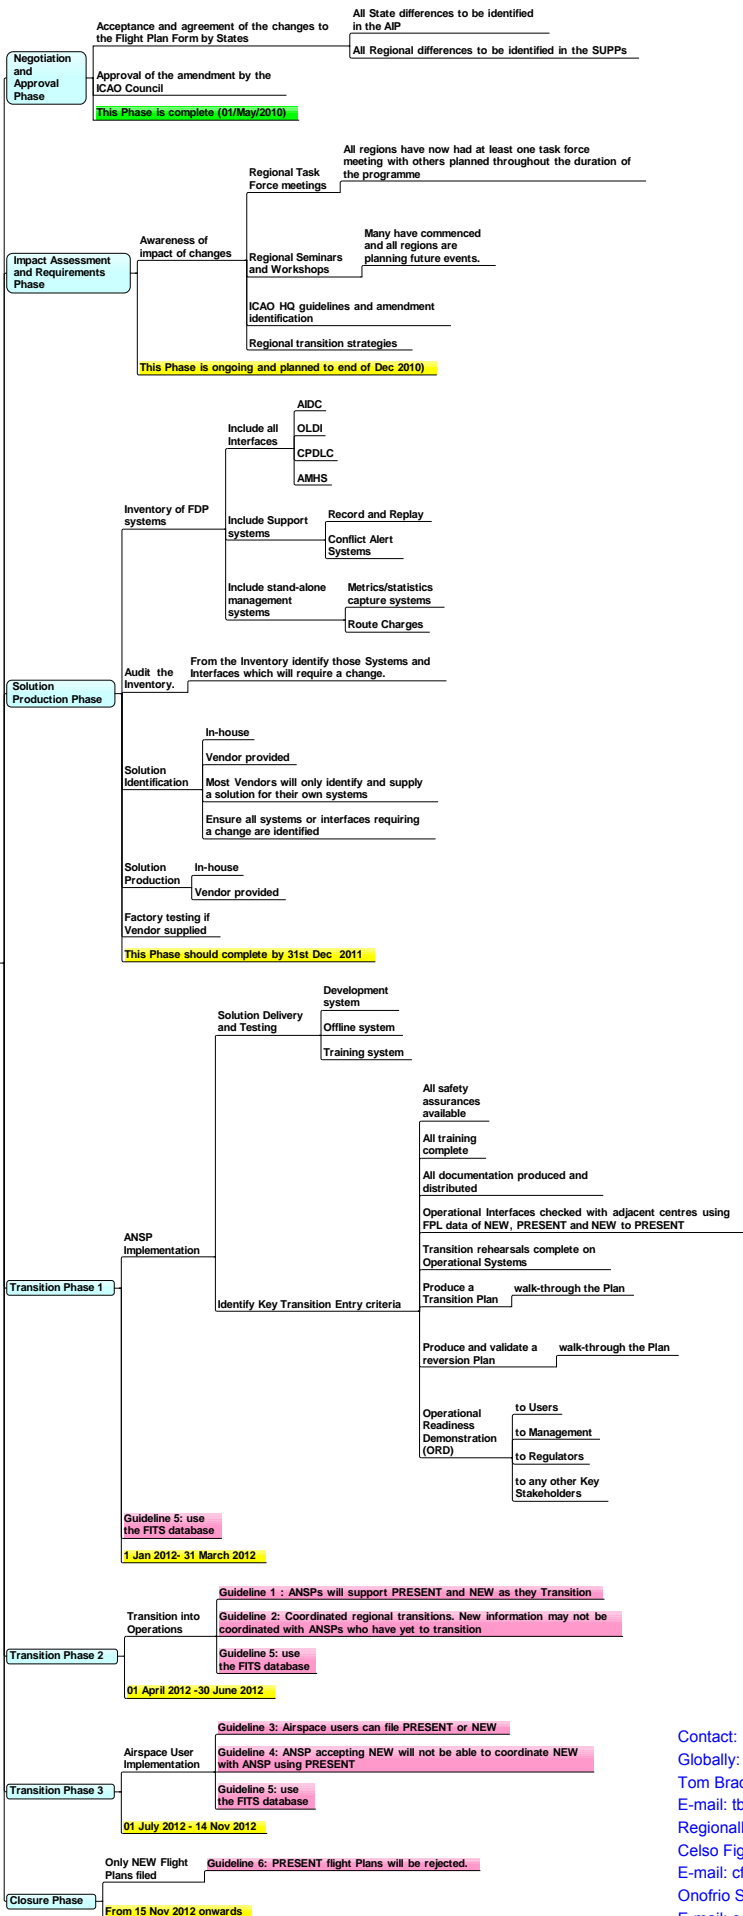 Negotiation
and
Approval
Phase
Acceptance and agreement of the changes to
the Flight Plan Form by States
All State differences to be identified
in the AIP
All Regional differences to be identified in the SUPPs
Approval of the amendment by the
ICAO Council
This Phase is complete (01/May/2010)
Impact Assessment
and Requirements
Phase
Awareness of
impact of changes
Regional Task
Force meetings
All regions have now had at least one task force
meeting with others planned throughout the duration of
the programme
Regional Seminars
and Workshops
Many have commenced
and all regions are
planning future events.
ICAO HQ guidelines and amendment
identification
Regional transition strategies
This Phase is ongoing and planned to end of Dec 2010)
Solution
Production Phase
Inventory of FDP
systems
Include all
Interfaces
AIDC
OLDI
CPDLC
AMHS
Include Support
systems
Record and Replay
Conflict Alert
Systems
Include stand-alone
management
systems
Metrics/statistics
capture systems
Route Charges
Audit the
Inventory.
From the Inventory identify those Systems and
Interfaces which will require a change.
Solution
Identification
In-house
Vendor provided
Most Vendors will only identify and supply
a solution for their own systems
Ensure all systems or interfaces requiring
a change are identified
Solution
Production
In-house
Vendor provided
Factory testing if
Vendor supplied
This Phase should complete by 31st Dec 2011
Transition Phase 1
ANSP
Implementation
Solution Delivery
and Testing
Development
system
Offline system
Training system
Identify Key Transition Entry criteria
All safety
assurances
available
All training
complete
All documentation produced and
distributed
Operational Interfaces checked with adjacent centres using
FPL data of NEW, PRESENT and NEW to PRESENT
Transition rehearsals complete on
Operational Systems
Produce a
Transition Plan
walk-through the Plan
Produce and validate a
reversion Plan
walk-through the Plan
Operational
Readiness
Demonstration
(ORD)
to Users
to Management
to Regulators
to any other Key
Stakeholders
Guideline 5: use
the FITS database
1 Jan 2012- 31 March 2012
Transition Phase 2
Transition into
Operations
Guideline 1 : ANSPs will support PRESENT and NEW as they Transition
Guideline 2: Coordinated regional transitions. New information may not be
coordinated with ANSPs who have yet to transition
Guideline 5: use
the FITS database
01 April 2012 -30 June 2012
Transition Phase 3
Airspace User
Implementation
Guideline 3: Airspace users can file PRESENT or NEW
Guideline 4: ANSP accepting NEW will not be able to coordinate NEW
with ANSP using PRESENT
Guideline 5: use
the FITS database
01 July 2012 - 14 Nov 2012
Closure Phase
Only NEW Flight
Plans filed
Guideline 6: PRESENT flight Plans will be rejected.
From 15 Nov 2012 onwards
Contact:
Globally:
Tom
E-mail:
Celso
E-mail:
Onofrio